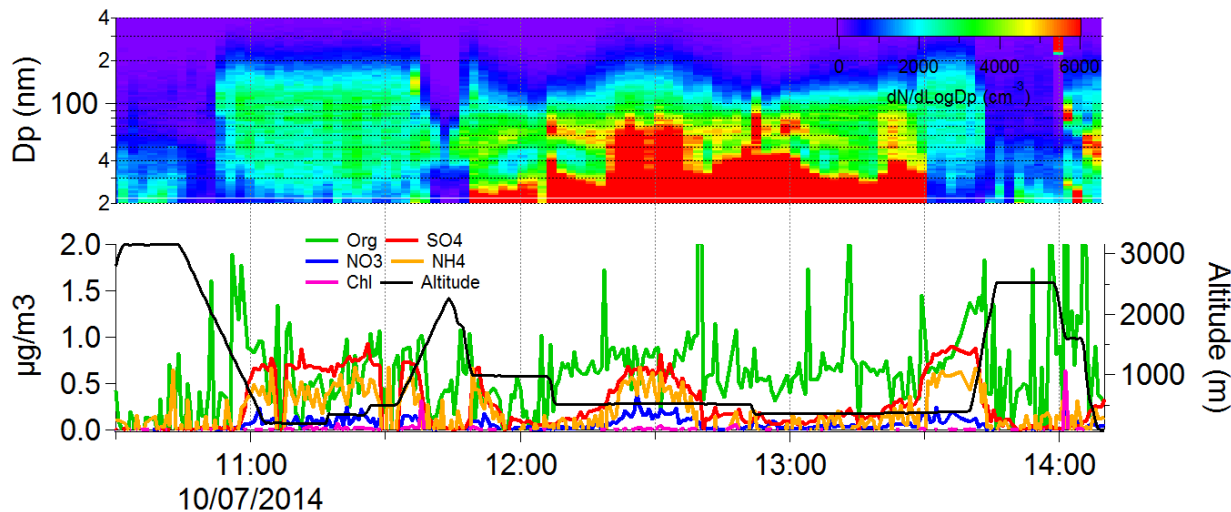 4
2
100
4
2
Dp (nm)
0 2000 4000 6000
dN/dLogDp (cm-3)
Org SO4
NO3 NH4
Chl Altitude
2.0
1.5
1.0
0.5
0.0
µg/m3
3000
2000
1000
0
Altitude (m)
11:00 12:00 13:00 14:00
10/07/2014